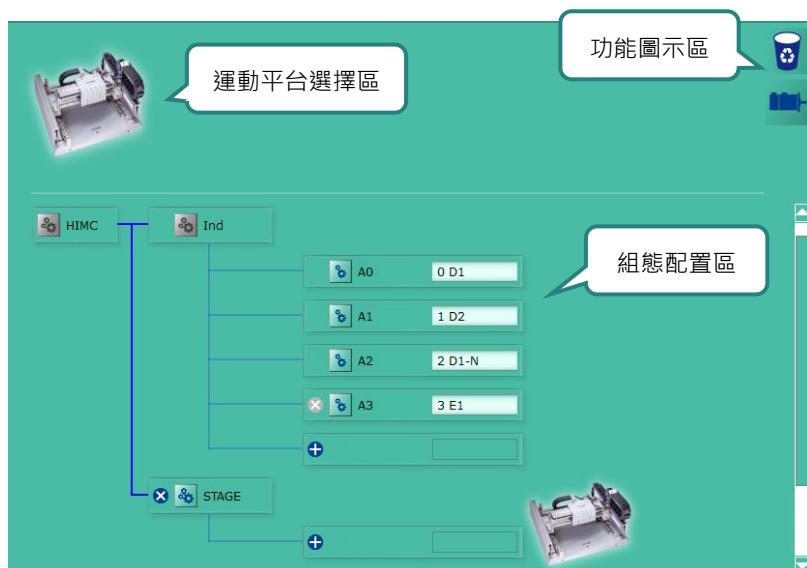 運動平台選擇區
功能圖示區
HIMC
Ind
組態配置區
A0 0 D1
A1 1 D2
A2 2 D1-N
A3 3 E1
STAGE